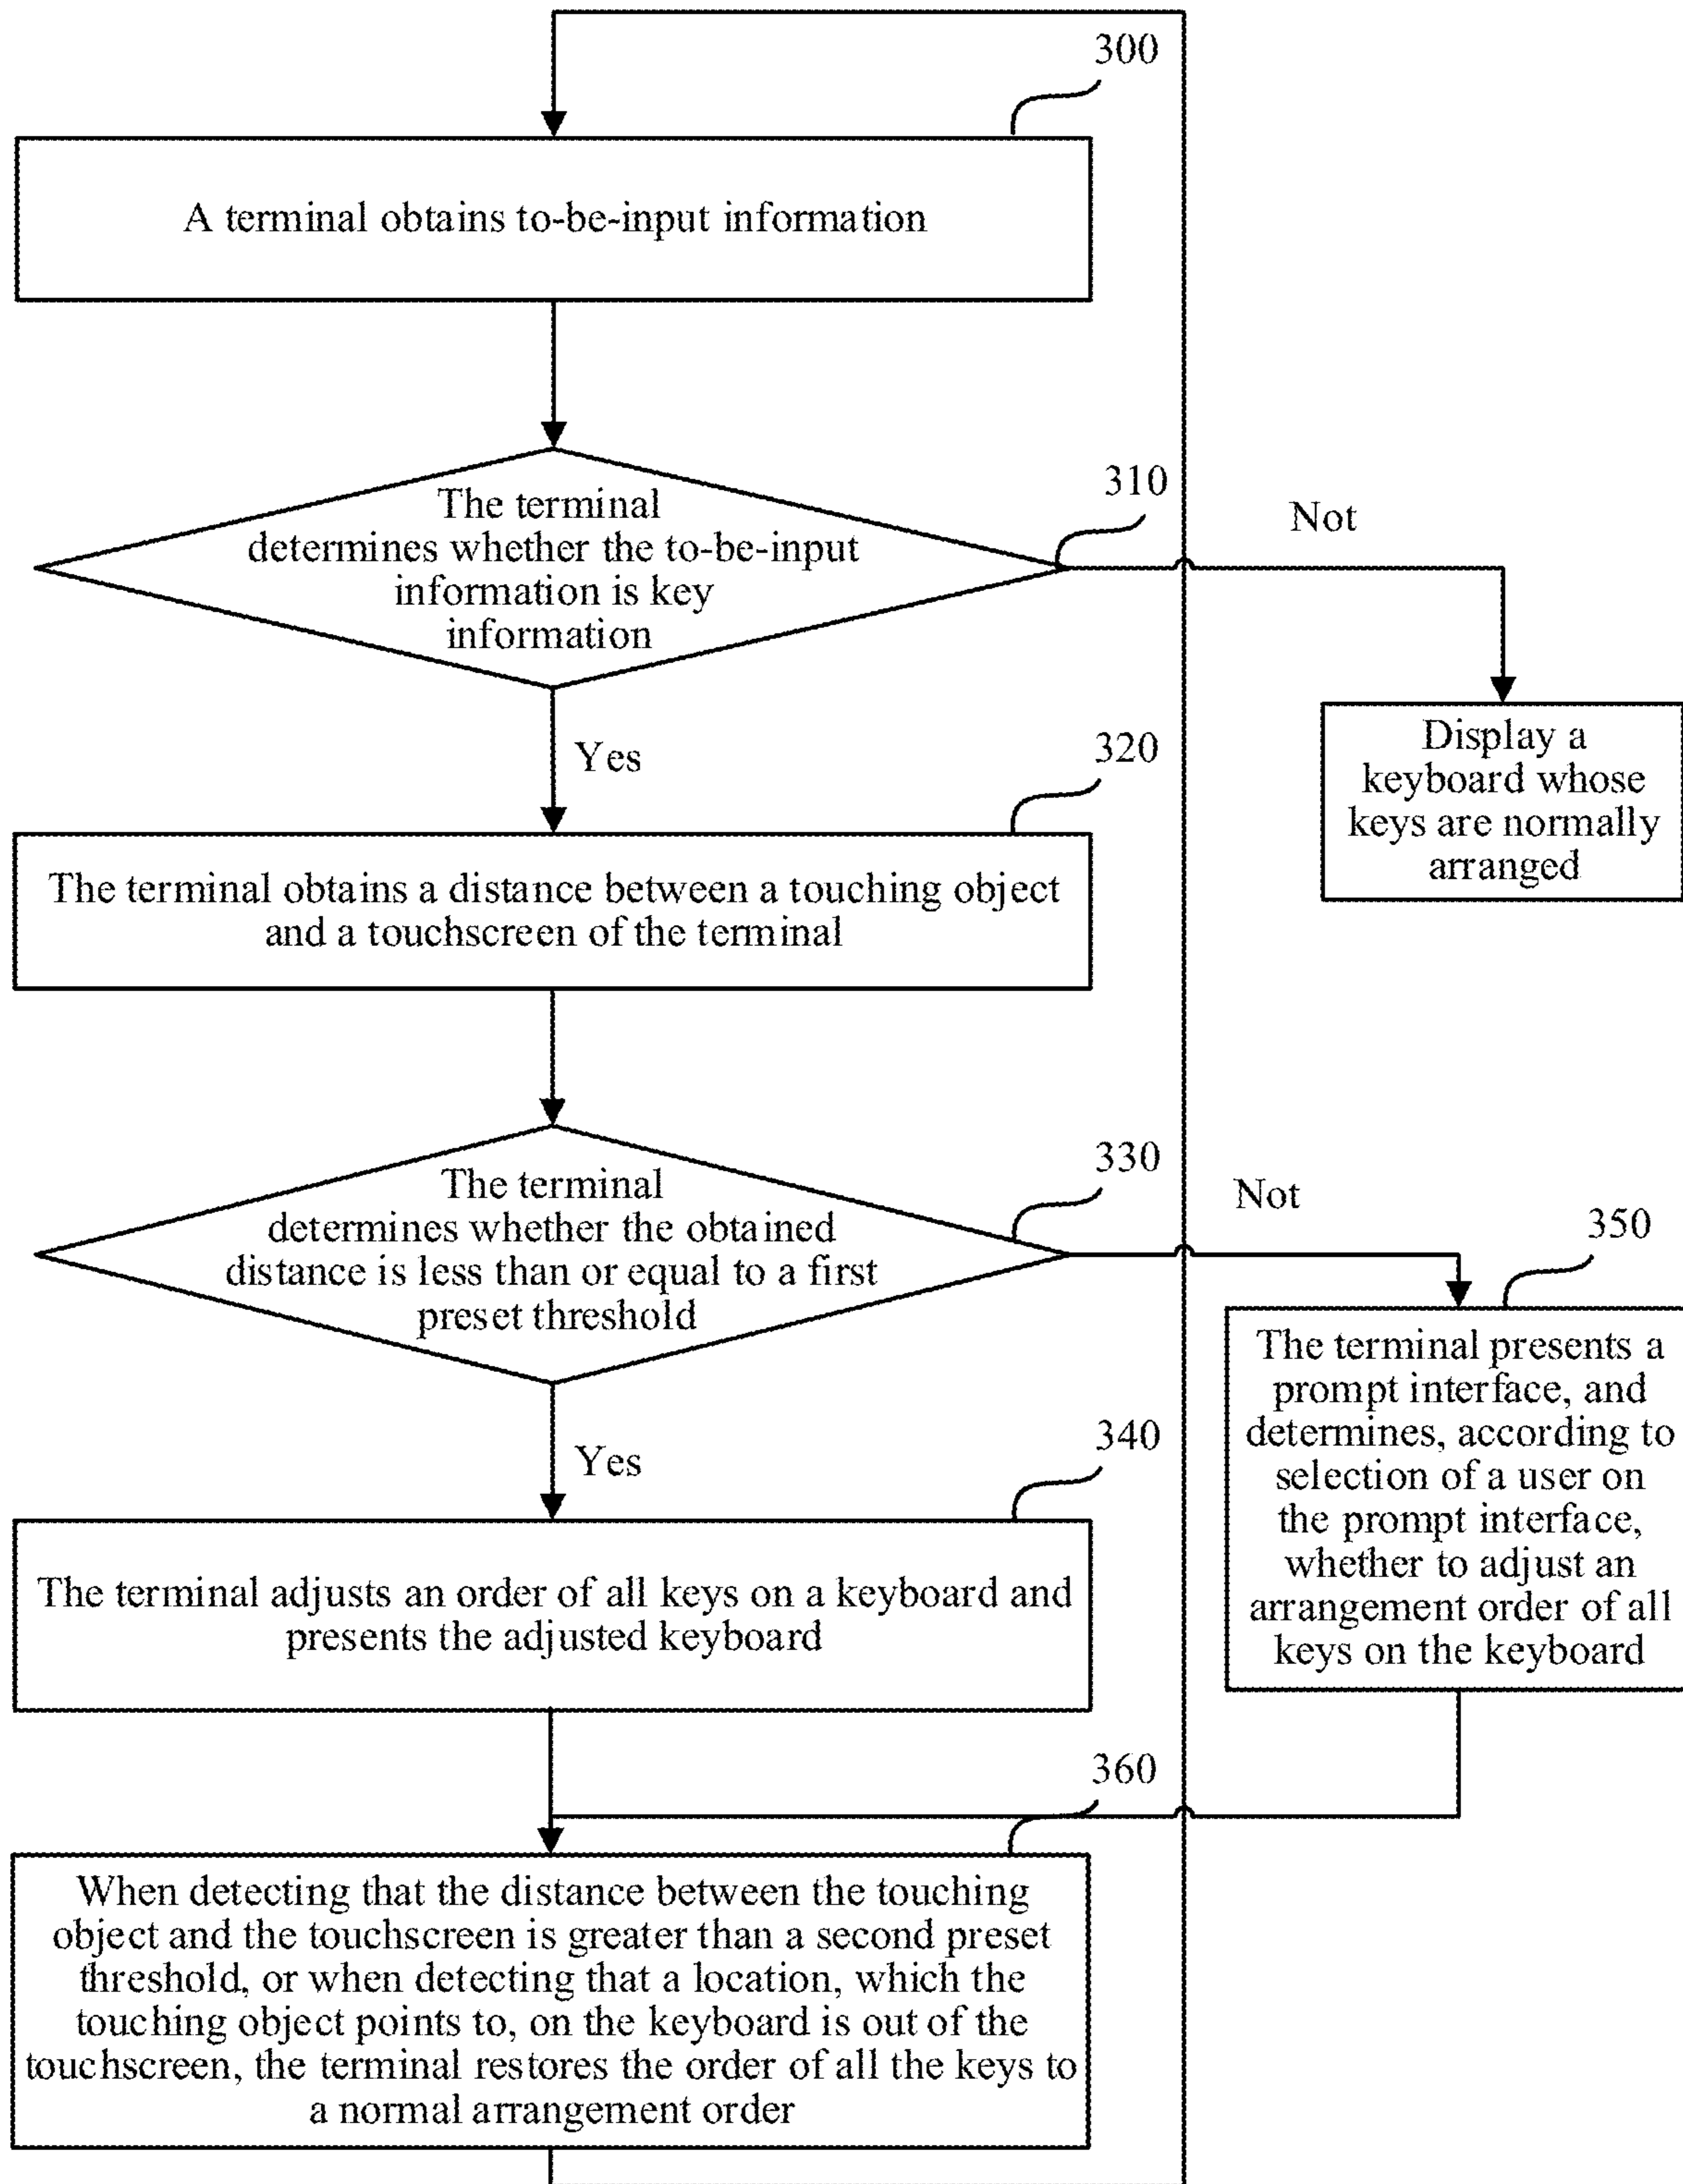 300
A terminal obtains to-be-input information
310
Not
The terminal
determines whether the to-be-input
information is key
information
Yes
320
Display a
keyboard whose
keys are normally
arranged
The terminal obtains a distance between a touching object
and a touchscreen of the terminal
330
Not
350
The terminal
determines whether the obtained
distance is less than or equal to a first
preset threshold
The terminal presents a
prompt interface, and
determines, according to
selection of a user on
the prompt interface,
whether to adjust an
arrangement order of all
keys on the keyboard
Yes
340
The terminal adjusts an order of all keys on a keyboard and
presents the adjusted keyboard
360
When detecting that the distance between the touching
object and the touchscreen is greater than a second preset
threshold, or when detecting that a location, which the
touching object points to, on the keyboard is out of the
touchscreen, the terminal restores the order of all the keys to
a normal arrangement order